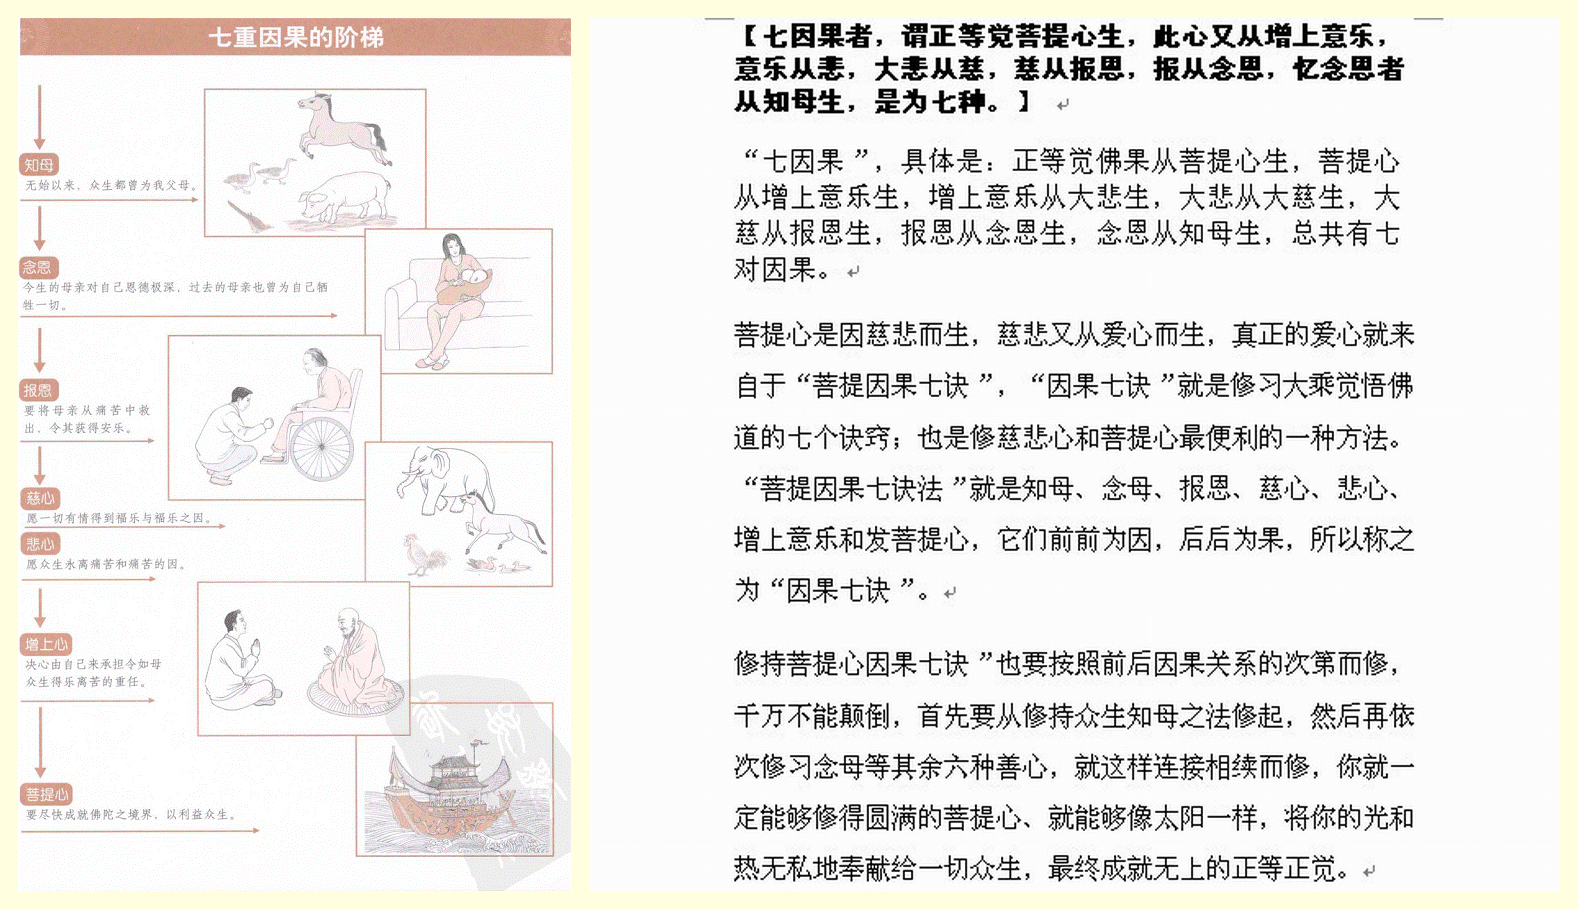 七重因果的阶梯
知母
无始以来，众生都曾为我父母。
念恩
今生的母亲对自己恩德极深，过去的母亲也曾为自己牺
牲一切。
报恩
要将母亲从痛苦中救
出，令其获得安乐。
慈心
愿一切有情得到福乐与福乐之因。
悲心
愿众生永离痛苦和痛苦的因。
增上心
决心由自己来承担令如母
众生得乐离苦的重任。
菩提心
要尽快成就佛陀之境界，以利益众生。
【七因果者，谓正等觉菩提心生，此心又从增上意乐，
意乐从悲，大悲从慈，慈从报恩，报从念恩，忆念恩者
从知母生，是为七种。】
“七因果”，具体是：正等觉佛果从菩提心生，菩提心
从增上意乐生，增上意乐从大悲生，大悲从大慈生，大
慈从报恩生，报恩从念恩生，念恩从知母生，总共有七
对因果。
菩提心是因慈悲而生，慈悲又从爱心而生，真正的爱心就来
自于“菩提因果七诀”，“因果七诀”就是修习大乘觉悟佛
道的七个诀窍；也是修慈悲心和菩提心最便利的一种方法。
“菩提因果七诀法”就是知母、念母、报恩、慈心、悲心、
增上意乐和发菩提心，它们前前为因，后后为果，所以称之
为“因果七诀”。
修持菩提心因果七诀”也要按照前后因果关系的次第而修，
千万不能颠倒，首先要从修持众生知母之法修起，然后再依
次修习念母等其余六种善心，就这样连接相续而修，你就一
定能够修得圆满的菩提心、就能够像太阳一样，将你的光和
热无私地奉献给一切众生，最终成就无上的正等正觉。